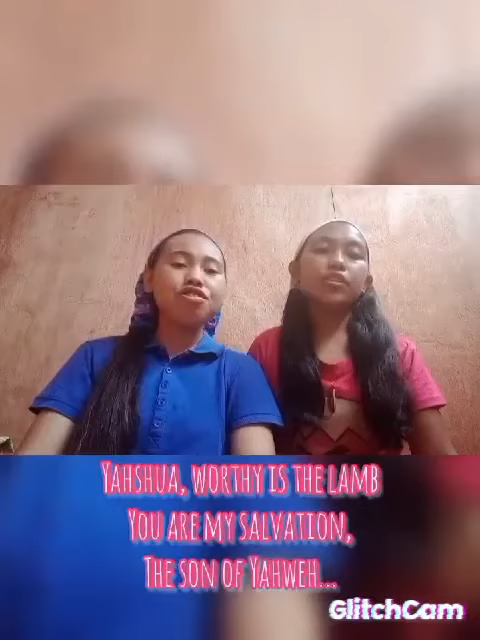 Yahshua, worthy is the lamb
You are my salvation,
The son of Yahweh...
GlitchCam